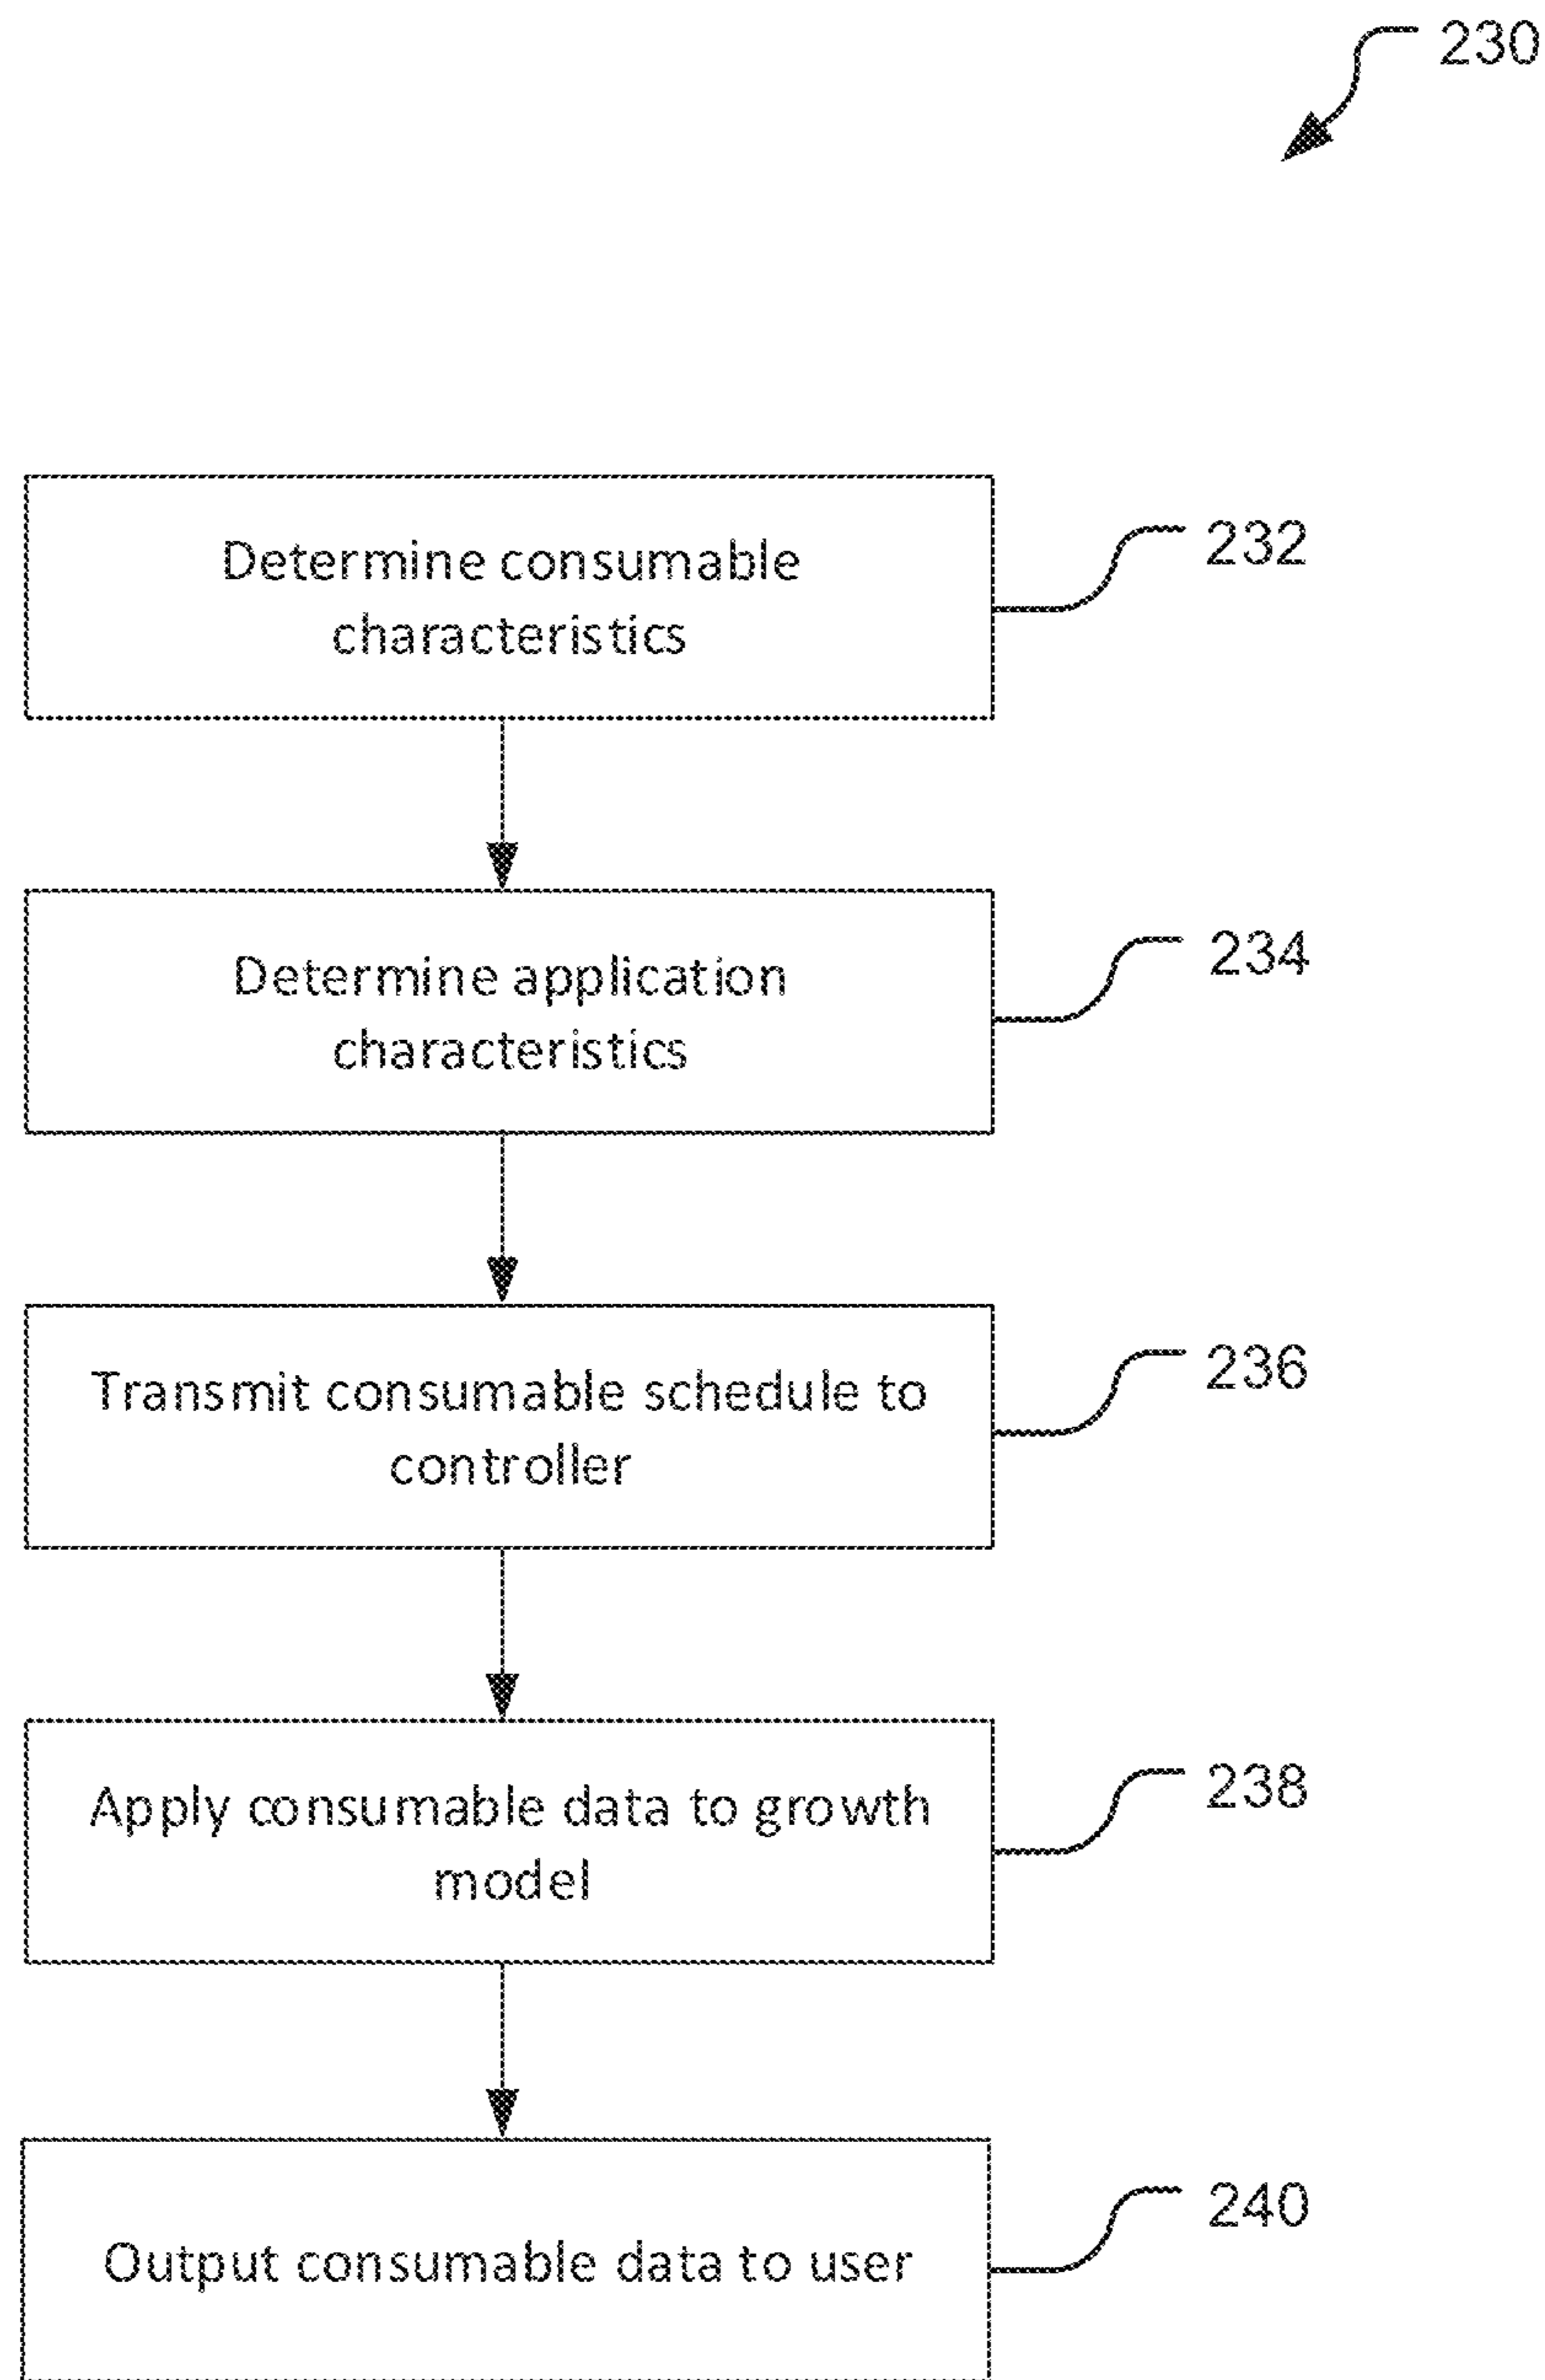 230
Determine consumable
characteristics
232
Determine application
characteristics
234
Transmit consumable schedule to
controller
236
Apply consumable data to growth
model
238
Output consumable data to user
240